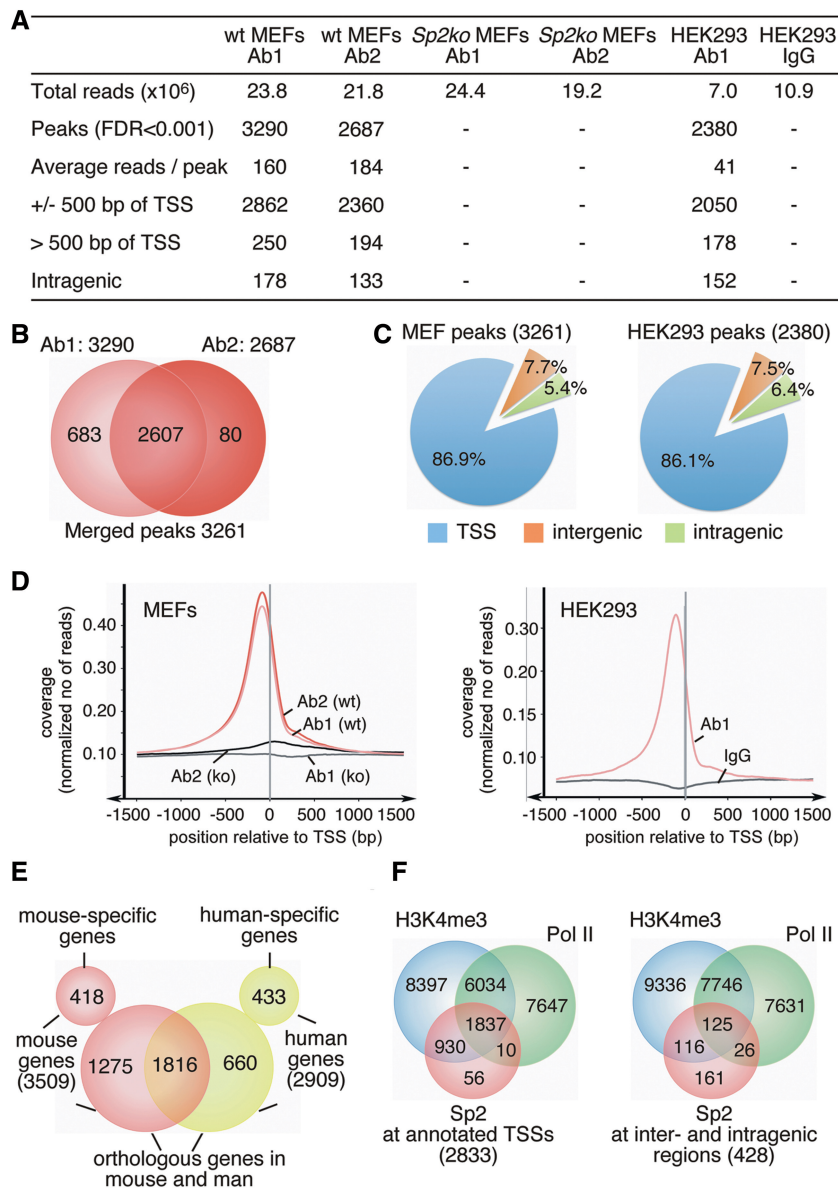 A
wt MEFs Ab1 wt MEFs Ab2 Sp2ko MEFs Ab1 Sp2ko MEFs Ab2 HEK293 Ab1 HEK293 IgG
Total reads (x10⁶) 23.8 21.8 24.4 19.2 7.0 10.9
Peaks (FDR<0.001) 3290 2687 - - 2380 -
Average reads / peak 160 184 - - 41 -
+/- 500 bp of TSS 2862 2360 - - 2050 -
> 500 bp of TSS 250 194 - - 178 -
Intragenic 178 133 - - 152 -
B
Ab1: 3290 Ab2: 2687
683 2607 80
Merged peaks 3261
C
MEF peaks (3261)
7.7%
5.4%
86.9%
HEK293 peaks (2380)
7.5%
6.4%
86.1%
TSS intergenic intragenic
D
MEFs
coverage
(normalized no of reads)
0.40
0.30
0.20
0.10
Ab2 (wt)
Ab1 (wt)
Ab2 (ko)
Ab1 (ko)
-1500 -1000 -500 0 500 1000 1500
position relative to TSS (bp)
HEK293
coverage
(normalized no of reads)
0.30
0.20
0.15
0.10
Ab1
IgG
-1500 -1000 -500 0 500 1000 1500
position relative to TSS (bp)
E
mouse-specific
genes
human-specific
genes
418
433
mouse
genes
(3509)
1275 1816 660
human
genes
(2909)
orthologous genes in
mouse and man
F
H3K4me3
Pol II
8397 6034 7647
1837
930 10
56
Sp2
at annotated TSSs
(2833)
H3K4me3
Pol II
9336 7746 7631
125
116 26
161
Sp2
at inter- and intragenic
regions (428)